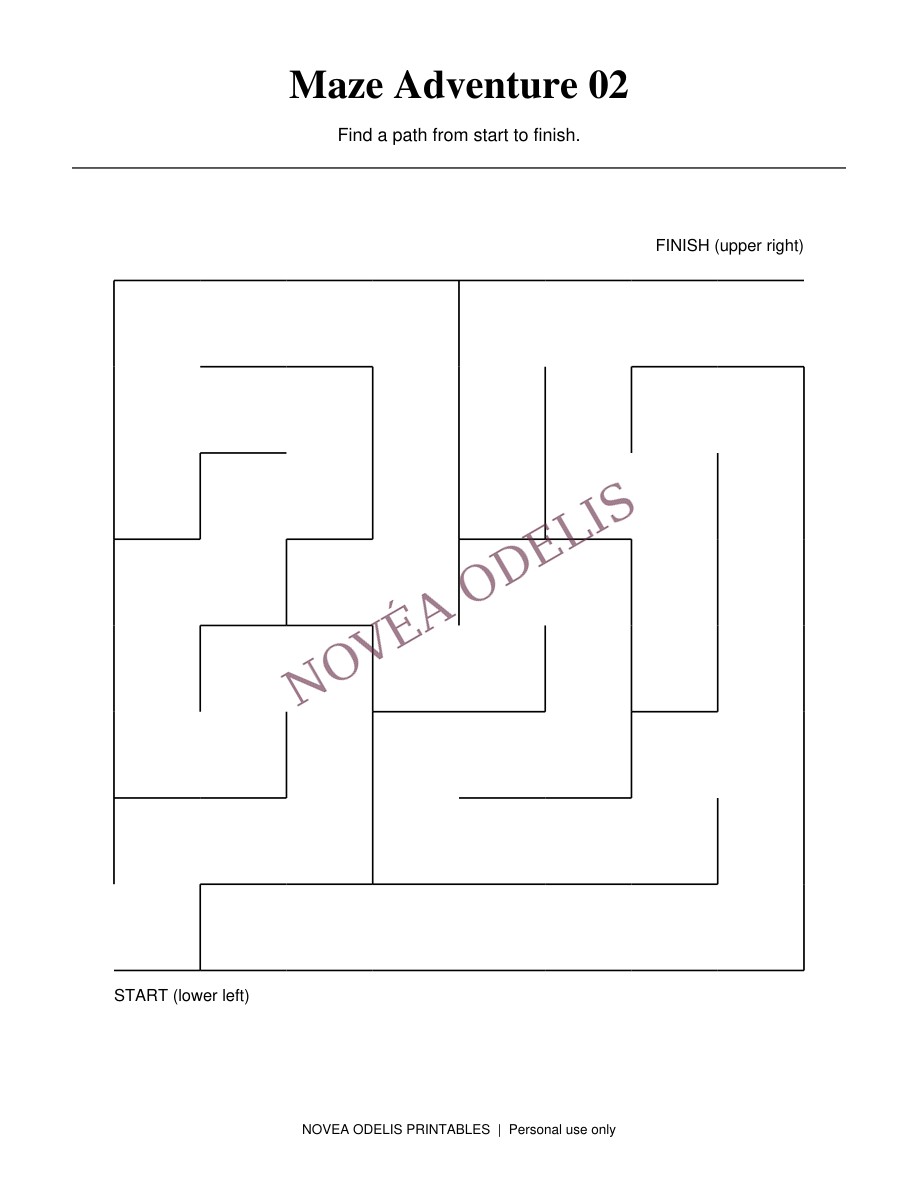 Maze Adventure 02
Find a path from start to finish.
FINISH (upper right)
NOVÉA ODELIS
START (lower left)
NOVEA ODELIS PRINTABLES | Personal use only